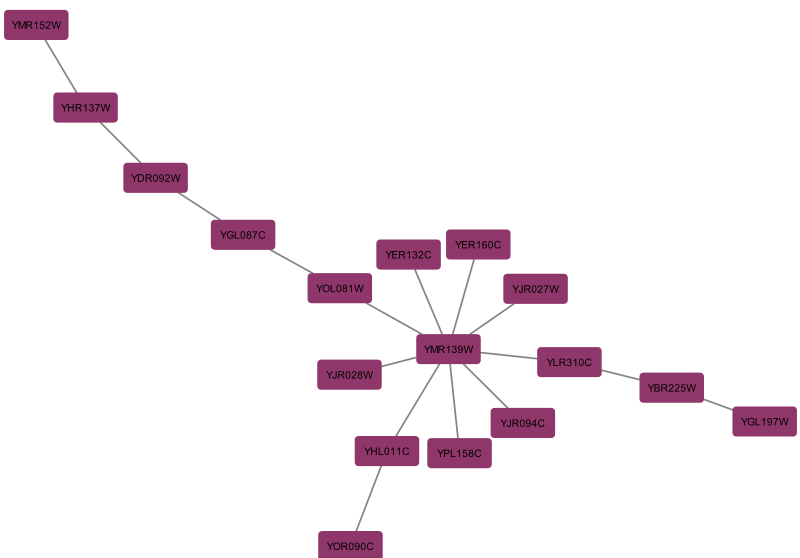 YMR152W
YHR137W
YDR092W
YGL087C
YER160C
YER132C
YOL081W
YJR027W
YMR139W
YLR310C
YJR028W
YBR225W
YGL197W
YJR094C
YHL011C
YPL158C
YOR090C